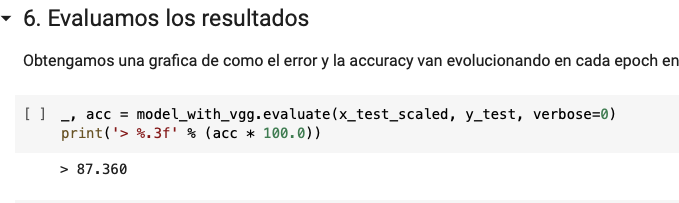 6. Evaluamos los resultados
Obtengamos una grafica de como el error y la accuracy van evolucionando en cada epoch en
[ ] _, acc = model_with_vgg.evaluate(x_test_scaled, y_test, verbose=0)
print('> %.3f' % (acc * 100.0))
> 87.360